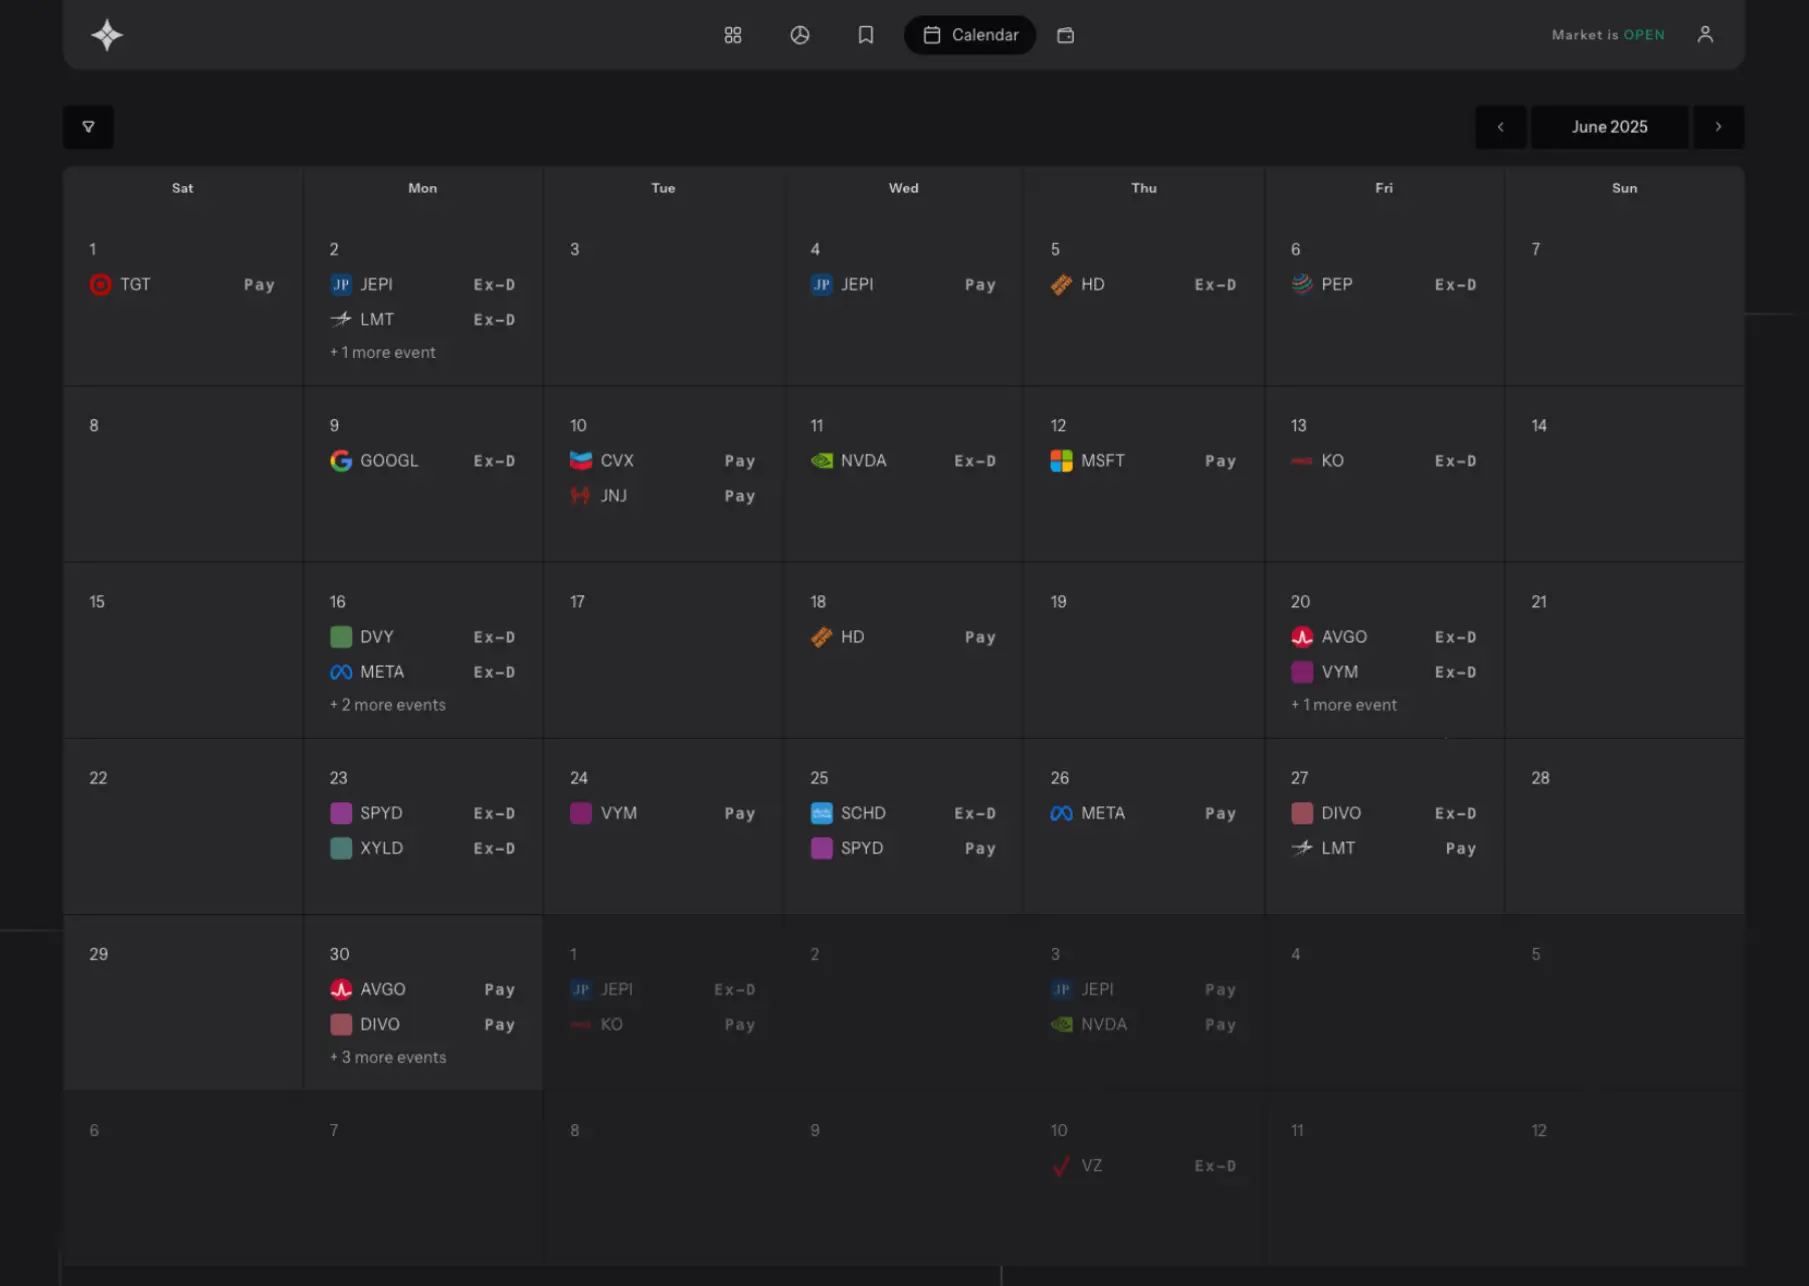 Calendar
Market is OPEN
June 2025
Sat Mon Tue Wed Thu Fri Sun
1 2 3 4 5 6 7
TGT Pay JEPI Ex-D JEPI Pay HD Ex-D PEP Ex-D
LMT Ex-D
+ 1 more event
8 9 10 11 12 13 14
GOOGL Ex-D CVX Pay NVDA Ex-D MSFT Pay KO Ex-D
JNJ Pay
15 16 17 18 19 20 21
DVY Ex-D HD Pay AVGO Ex-D
META Ex-D VYM Ex-D
+ 2 more events + 1 more event
22 23 24 25 26 27 28
SPYD Ex-D VYM Pay SCHD Ex-D META Pay DIVO Ex-D
XYLD Ex-D SPYD Pay LMT Pay
29 30 1 2 3 4 5
AVGO Pay JEPI Ex-D JEPI Pay
DIVO Pay KO Pay NVDA Pay
+ 3 more events
6 7 8 9 10 11 12
VZ Ex-D